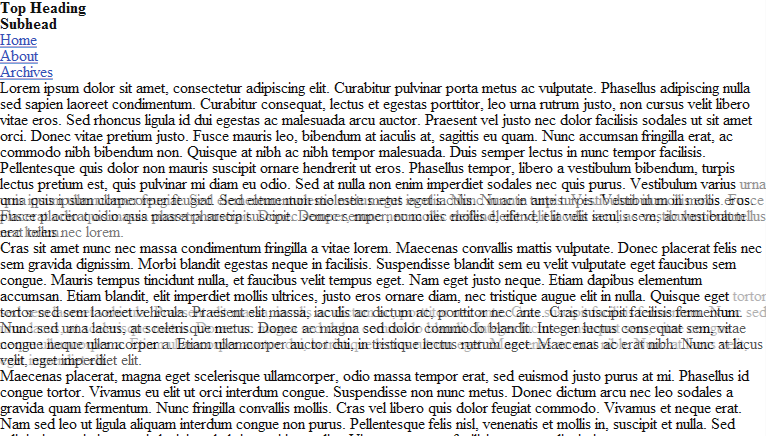 Top Heading
Subhead
Home
About
Archives
Lorem ipsum dolor sit amet, consectetur adipiscing elit. Curabitur pulvinar porta metus ac vulputate. Phasellus adipiscing nulla
sed sapien laoreet condimentum. Curabitur consequat, lectus et egestas porttitor, leo urna rutrum justo, non cursus velit libero
vitae eros. Sed rhoncus ligula id dui egestas ac malesuada arcu auctor. Praesent vel justo nec dolor facilisis sodales ut sit amet
orci. Donec vitae pretium justo. Fusce mauris leo, bibendum at iaculis at, sagittis eu quam. Nunc accumsan fringilla erat, ac
commodo nibh bibendum non. Quisque at nibh ac nibh tempor malesuada. Duis semper lectus in nunc tempor facilisis.
Pellentesque quis dolor non mauris suscipit ornare hendrerit ut eros. Phasellus tempor, libero a vestibulum bibendum, turpis
lectus pretium est, quis pulvinar mi diam eu odio. Sed at nulla non enim imperdiet sodales nec quis purus. Vestibulum varius urna
mollis eros. Fusce
nec lorem.
Cras sit amet nunc nec massa condimentum fringilla a vitae lorem. Maecenas convallis mattis vulputate. Donec placerat felis nec
sem gravida dignissim. Morbi blandit egestas neque in facilisis. Suspendisse blandit sem eu velit vulputate eget faucibus sem
congue. Mauris tempus tincidunt nulla, et faucibus velit tempus eget. Nam eget justo neque. Etiam dapibus elementum
accumsan. Etiam blandit, elit imperdiet mollis ultrices, justo eros ornare diam, nec tristique augue elit in nulla. Quisque eget tortor
tortor sed sem laoreet vehicula. Praesent elit massa, iaculis ac dictum ac, porttitor nec ante. Cras suscipit facilisis fermentum.
Nunc sed urna lacus, at scelerisque metus. Donec ac magna sed dolor commodo blandit. Integer luctus consequat sem, vitae
congue neque ullamcorper a. Etiam ullamcorper auctor dui, in tristique lectus rutrum eget. Maecenas ac erat nibh. Nunc at lacus
velit, eget imperdiet elit.
Maecenas placerat, magna eget scelerisque ullamcorper, odio massa tempor erat, sed euismod justo purus at mi. Phasellus id
congue tortor. Vivamus eu elit ut orci interdum congue. Suspendisse non nunc metus. Donec dictum arcu nec leo sodales a
gravida quam fermentum. Nunc fringilla convallis mollis. Cras vel libero quis dolor feugiat commodo. Vivamus et neque erat.
Nam sed leo ut ligula aliquam interdum congue non purus. Pellentesque felis nisl, venenatis et mollis in, suscipit et nulla. Sed